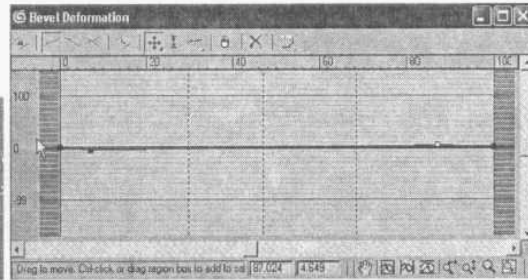 Bevel Deformation
0 20 40 60 80 100
100
0
-99
Drag to move. Ctrl-click or drag region box to add to sel 87.024 4.649